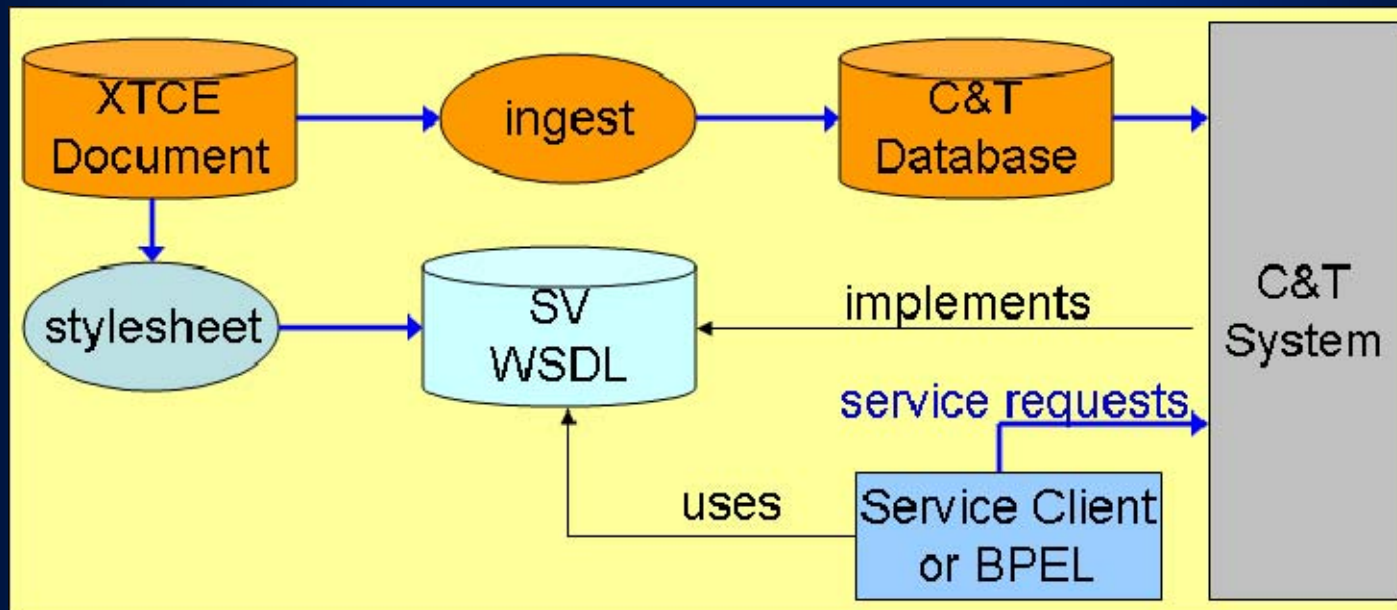 XTCE
Document
ingest
C&T
Database
stylesheet
SV
WSDL
implements
C&T
System
service requests
uses
Service Client
or BPEL